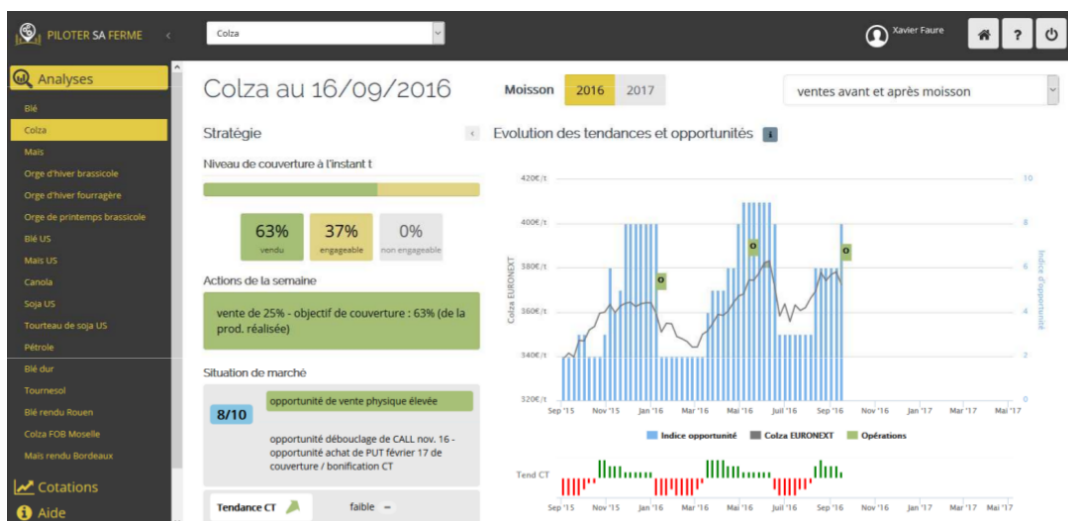 PILOTER SA FERME
Colza
Xavier Faure
?
Analyses
Blé
Colza
Maïs
Orge d'hiver brassicole
Orge d'hiver fourragère
Orge de printemps brassicole
Blé US
Maïs US
Canola
Soja US
Tourteau de soja US
Pétrole
Blé dur
Tournesol
Blé rendu Rouen
Colza FOB Moselle
Maïs rendu Bordeaux
Cotations
Aide
Colza au 16/09/2016
Moisson 2016 2017
ventes avant et après moisson
Stratégie
Niveau de couverture à l'instant t
63% vendu
37% engageable
0% non engageable
Actions de la semaine
vente de 25% - objectif de couverture : 63% (de la
prod. réalisée)
Situation de marché
8/10
opportunité de vente physique élevée
opportunité débouclage de CALL nov. 16 -
opportunité achat de PUT février 17 de
couverture / bonification CT
Tendance CT
faible –
Evolution des tendances et opportunités i
420€/t
400€/t
380€/t
360€/t
340€/t
320€/t
Colza EURONEXT
10
8
6
4
2
0
Indice d'opportunité
O
O
O
Sep '15 Nov '15 Jan '16 Mar '16 Mai '16 Juil '16 Sep '16 Nov '16 Jan '17 Mar '17 Mai '17
Indice opportunité Colza EURONEXT Opérations
Tend CT
Sep '15 Nov '15 Jan '16 Mar '16 Mai '16 Juil '16 Sep '16 Nov '16 Jan '17 Mar '17 Mai '17